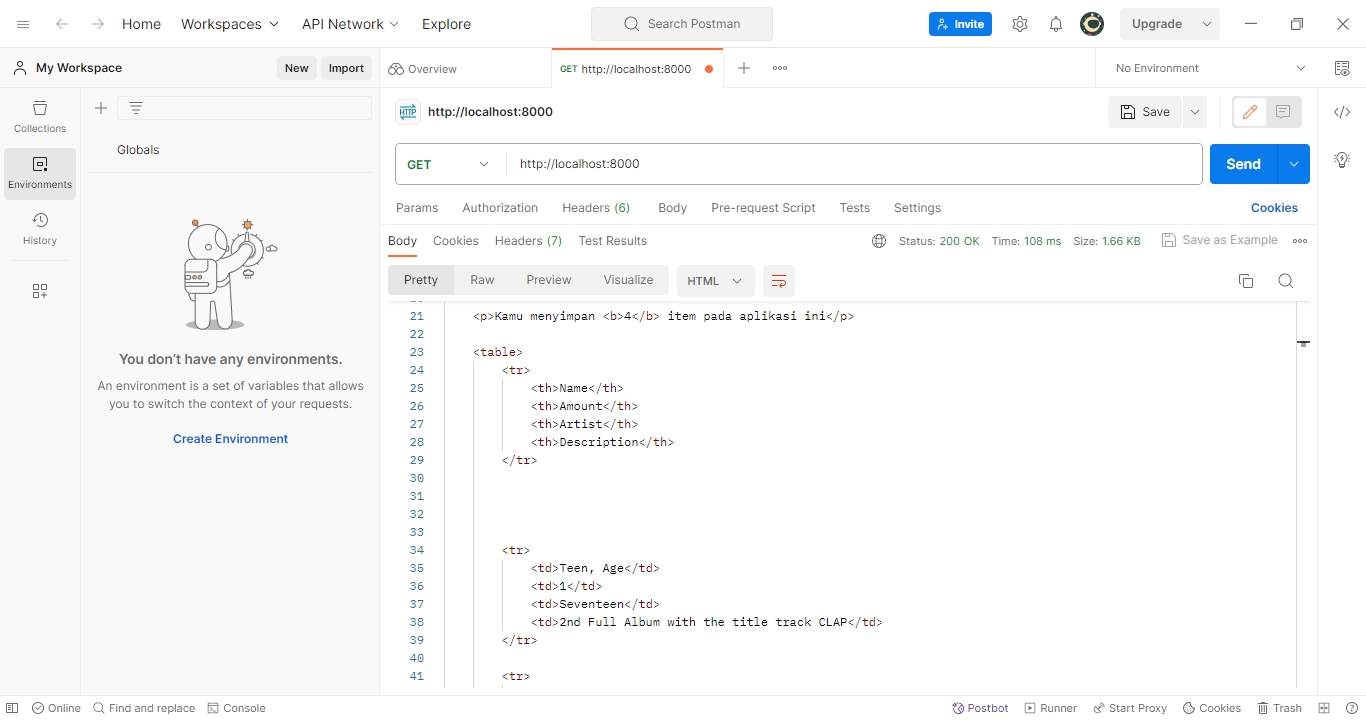 Home Workspaces API Network Explore Search Postman Invite Upgrade
My Workspace New Import Overview GET http://localhost:8000 No Environment
Collections
Environments
History
Globals
You don't have any environments.
An environment is a set of variables that allows
you to switch the context of your requests.
Create Environment
HTTP http://localhost:8000 Save
GET http://localhost:8000 Send
Params Authorization Headers (6) Body Pre-request Script Tests Settings Cookies
Body Cookies Headers (7) Test Results Status: 200 OK Time: 108 ms Size: 1.66 KB Save as Example
Pretty Raw Preview Visualize HTML
21 <p>Kamu menyimpan <b>4</b> item pada aplikasi ini</p>
22
23 <table>
24 <tr>
25 <th>Name</th>
26 <th>Amount</th>
27 <th>Artist</th>
28 <th>Description</th>
29 </tr>
30
31
32
33
34 <tr>
35 <td>Teen, Age</td>
36 <td>1</td>
37 <td>Seventeen</td>
38 <td>2nd Full Album with the title track CLAP</td>
39 </tr>
40
41 <tr>
Online Find and replace Console Postbot Runner Start Proxy Cookies Trash